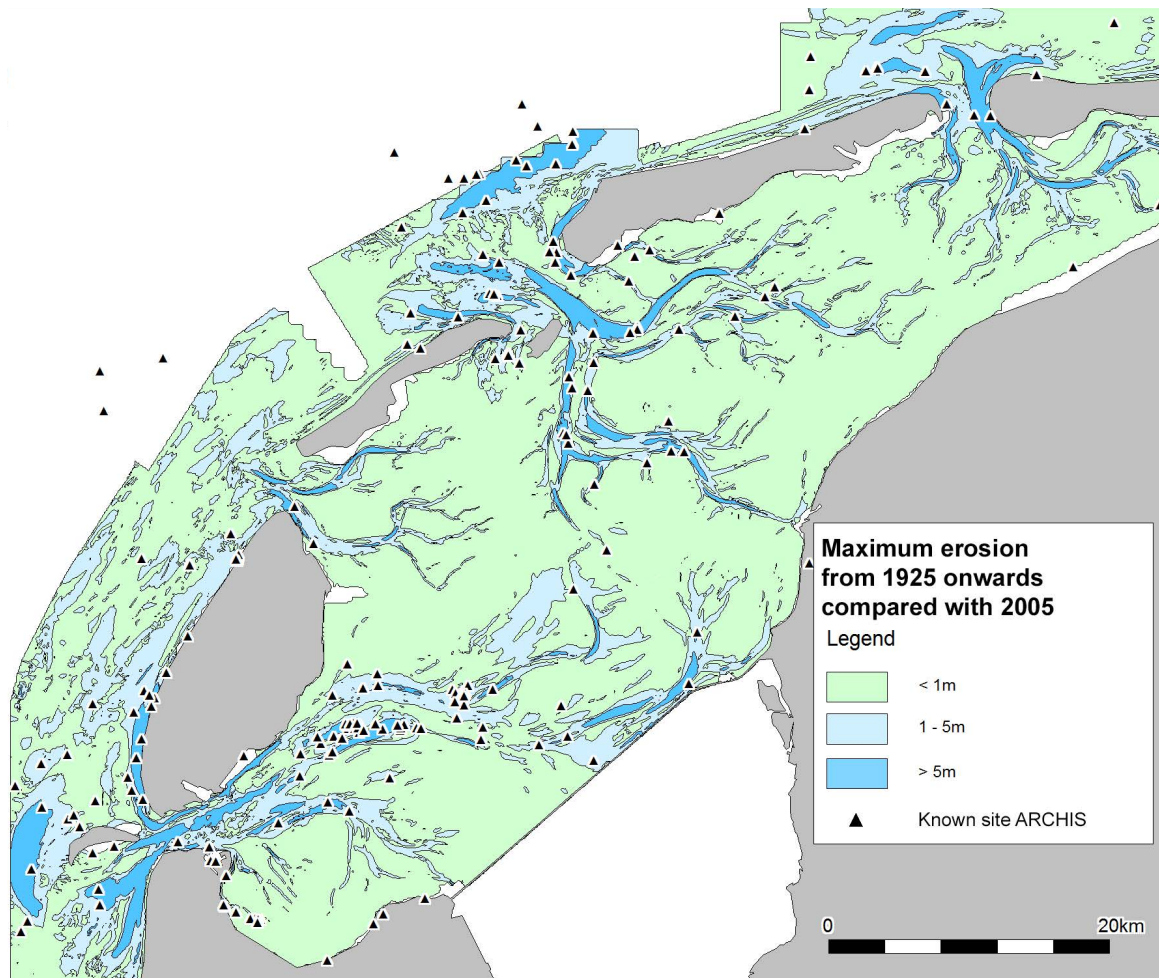 Maximum erosion
from 1925 onwards
compared with 2005
Legend
< 1m
1 - 5m
> 5m
Known site ARCHIS
0 20km